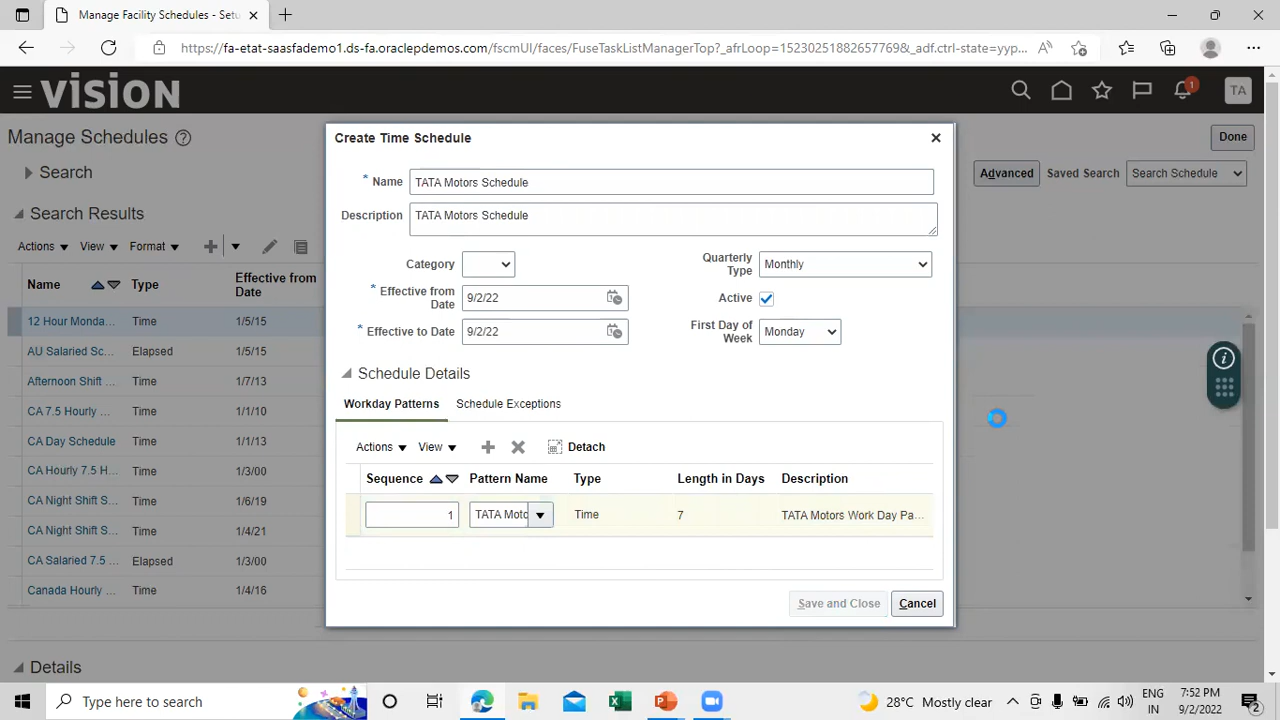 Manage Facility Schedules - Setu
https://fa-etat-saasfademo1.ds-fa.oraclepdemos.com/fscmUI/faces/FuseTaskListManagerTop?_afrLoop=15230251882657769&_adf.ctrl-state=yyp...
vision
1
TA
Manage Schedules
Done
Search
Advanced
Saved Search
Search Schedule
Search Results
Actions View Format
Name Type Effective from Date
12 Hour Monda... Time 1/5/15
AU Salaried Sc... Elapsed 1/5/15
Afternoon Shift ... Time 1/7/13
CA 7.5 Hourly ... Time 1/1/10
CA Day Schedule Time 1/1/13
CA Hourly 7.5 H... Time 1/3/00
CA Night Shift S... Time 1/6/19
CA Night Shift S... Time 1/4/21
CA Salaried 7.5 ... Elapsed 1/3/00
Canada Hourly ... Time 1/4/16
Details
Create Time Schedule
* Name TATA Motors Schedule
Description TATA Motors Schedule
Category
Quarterly Type Monthly
* Effective from Date 9/2/22
Active
* Effective to Date 9/2/22
First Day of Week Monday
Schedule Details
Workday Patterns Schedule Exceptions
Actions View Detach
Sequence Pattern Name Type Length in Days Description
1 TATA Moto Time 7 TATA Motors Work Day Pa...
Save and Close Cancel
Type here to search
28°C Mostly clear
ENG
IN
7:52 PM
9/2/2022
2